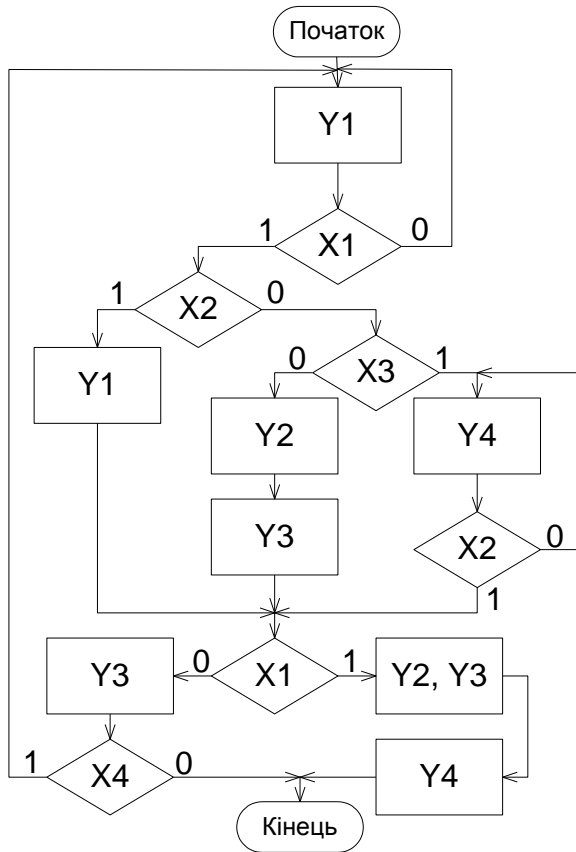 Початок
Y1
1 X1 0
1 X2 0
0 X3 1
Y1
Y2 Y4
Y3 X2 0
1
Y3 0 X1 1 Y2, Y3
1 X4 0 Y4
Кінець